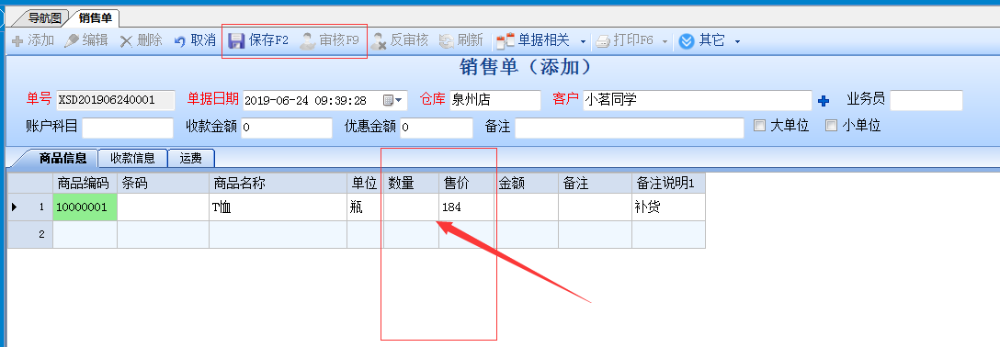 导航图 销售单
添加 编辑 删除 取消 保存F2 审核F9 反审核 刷新 单据相关 打印F6 其它
销售单（添加）
单号 XSD201906240001 单据日期 2019-06-24 09:39:28 仓库 泉州店 客户 小茗同学 业务员
账户科目 收款金额 0 优惠金额 0 备注 大单位 小单位
商品信息 收款信息 运费
商品编码 条码 商品名称 单位 数量 售价 金额 备注 备注说明1
1 10000001 T恤 瓶 184 补货
2